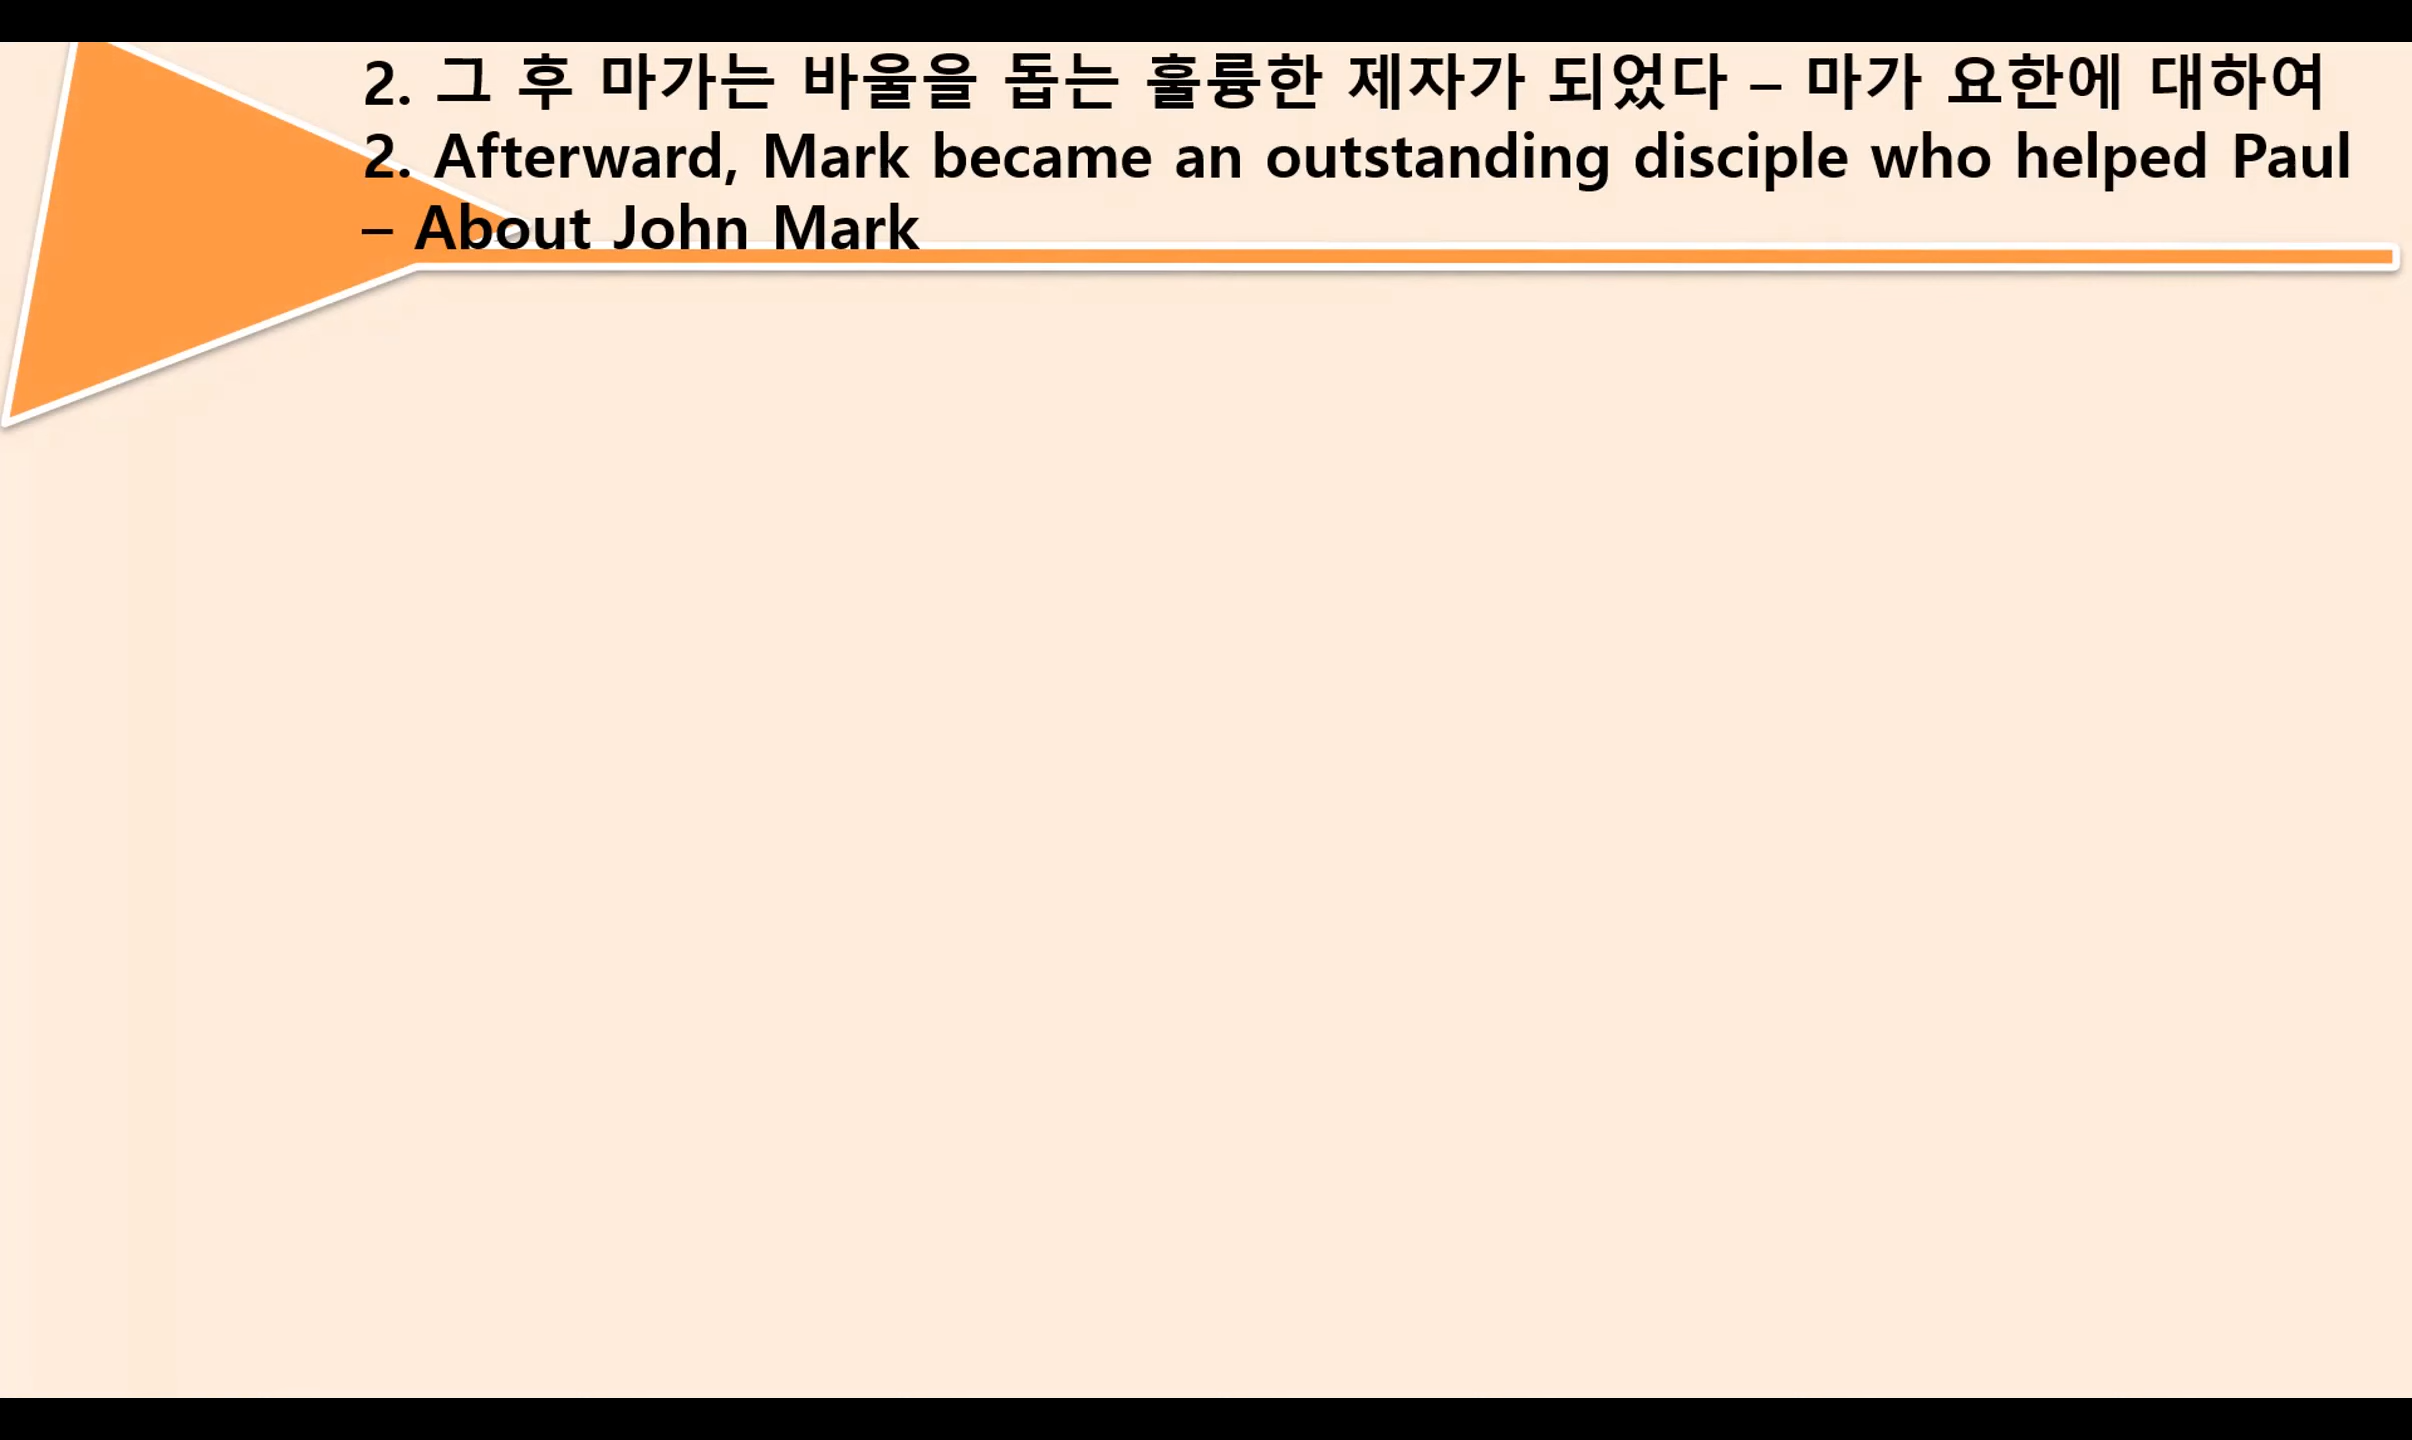 2. 그 후 마가는 바울을 돕는 훌륭한 제자가 되었다 – 마가 요한에 대하여
2. Afterward, Mark became an outstanding disciple who helped Paul
– About John Mark